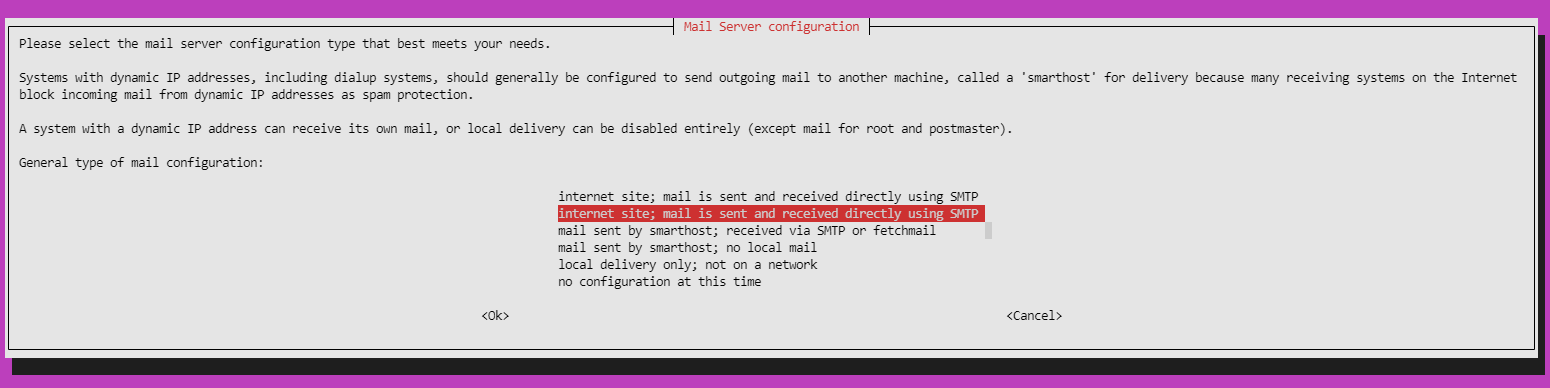 Mail Server configuration
Please select the mail server configuration type that best meets your needs.
Systems with dynamic IP addresses, including dialup systems, should generally be configured to send outgoing mail to another machine, called a 'smarthost' for delivery because many receiving systems on the Internet
block incoming mail from dynamic IP addresses as spam protection.
A system with a dynamic IP address can receive its own mail, or local delivery can be disabled entirely (except mail for root and postmaster).
General type of mail configuration:
internet site; mail is sent and received directly using SMTP
internet site; mail is sent and received directly using SMTP
mail sent by smarthost; received via SMTP or fetchmail
mail sent by smarthost; no local mail
local delivery only; not on a network
no configuration at this time
<Ok> <Cancel>